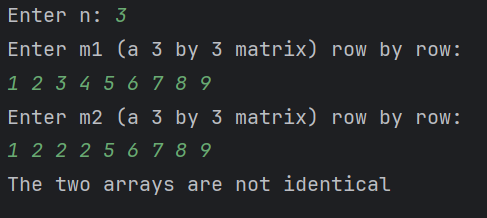 Enter n: 3
Enter m1 (a 3 by 3 matrix) row by row:
1 2 3 4 5 6 7 8 9
Enter m2 (a 3 by 3 matrix) row by row:
1 2 2 2 5 6 7 8 9
The two arrays are not identical